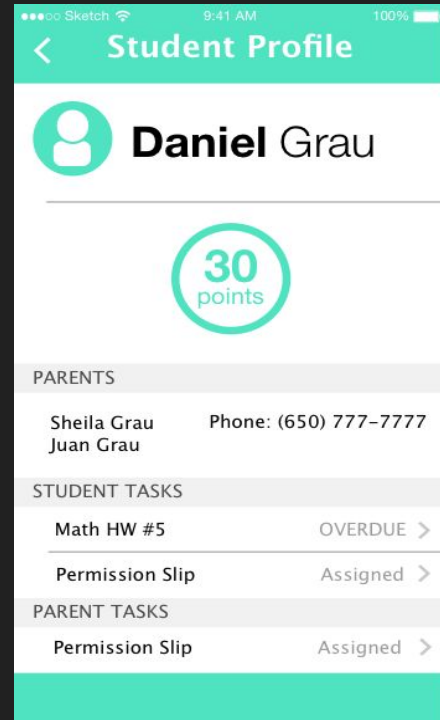 ●●●○○ Sketch 9:41 AM 100%
< Student Profile
Daniel Grau
30
points
PARENTS
Sheila Grau Phone: (650) 777-7777
Juan Grau
STUDENT TASKS
Math HW #5 OVERDUE >
Permission Slip Assigned >
PARENT TASKS
Permission Slip Assigned >